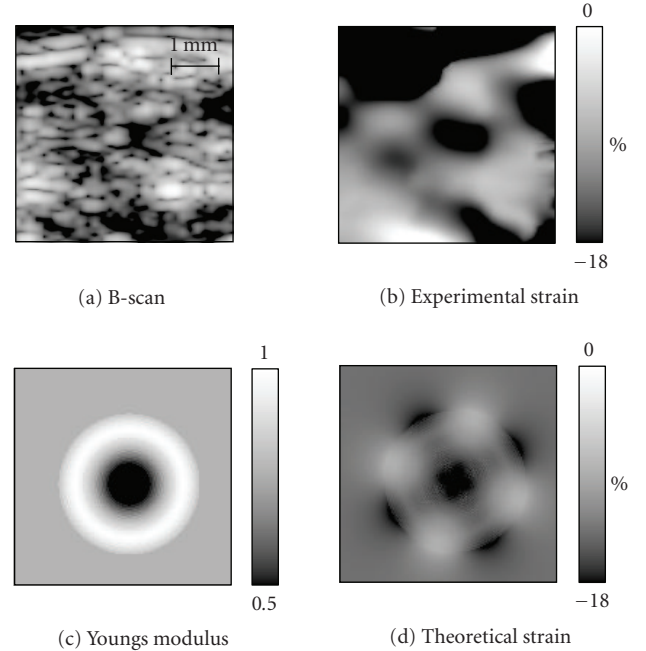 1 mm
0
%
−18
(a) B-scan
(b) Experimental strain
1
0.5
0
%
−18
(c) Youngs modulus
(d) Theoretical strain